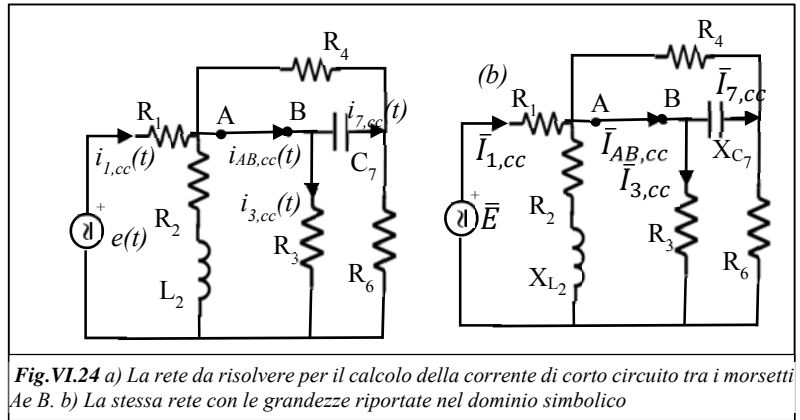 R₄
R₁
A
B
i₇,cc(t)
i₁,cc(t)
iAB,cc(t)
C₇
i₃,cc(t)
R₂
+
e(t)
R₃
L₂
R₆
(b)
R₄
R₁
A
B
Ī₇,cc
Ī₁,cc
ĪAB,cc
XC₇
Ī₃,cc
R₂
+
Ē
R₃
XL₂
R₆
Fig.VI.24 a) La rete da risolvere per il calcolo della corrente di corto circuito tra i morsetti
Ae B. b) La stessa rete con le grandezze riportate nel dominio simbolico